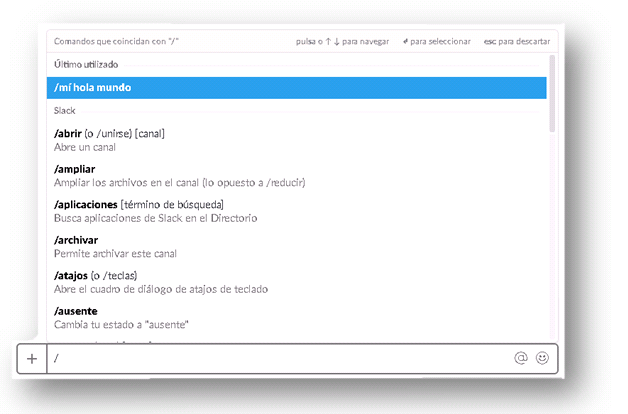 Comandos que coincidan con "/" pulsa o ↑ ↓ para navegar ↵ para seleccionar esc para descartar
Último utilizado
/mí hola mundo
Slack
/abrir (o /unirse) [canal]
Abre un canal
/ampliar
Ampliar los archivos en el canal (lo opuesto a /reducir)
/aplicaciones [término de búsqueda]
Busca aplicaciones de Slack en el Directorio
/archivar
Permite archivar este canal
/atajos (o /teclas)
Abre el cuadro de diálogo de atajos de teclado
/ausente
Cambia tu estado a "ausente"
+ / @